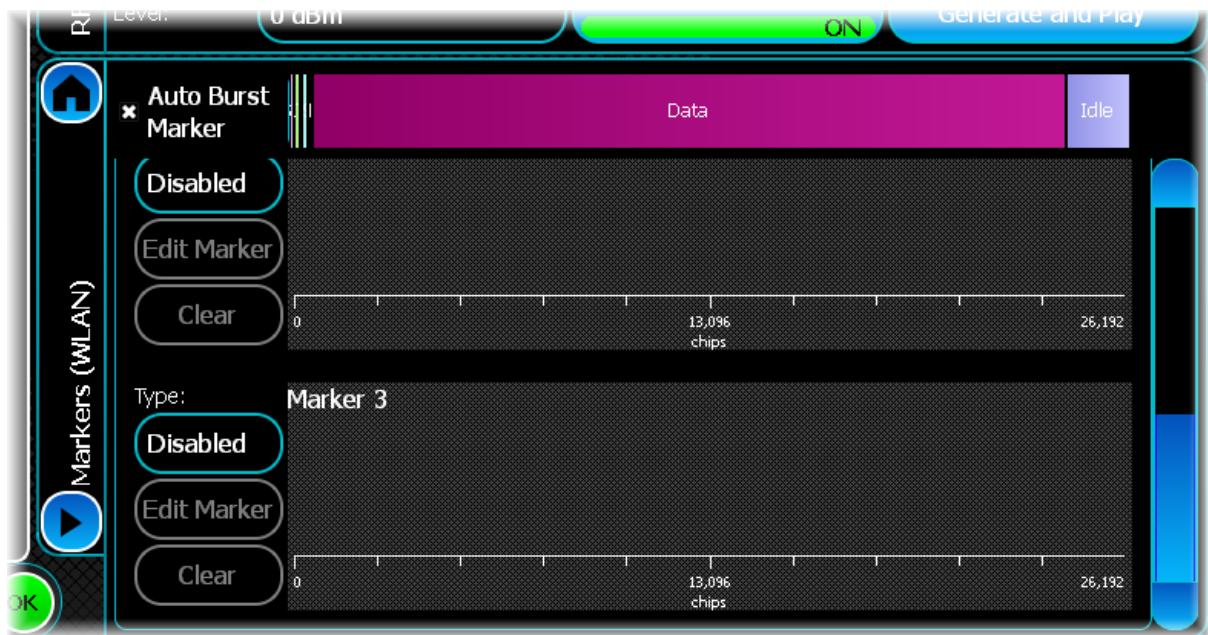 RF
Level:
0 dBm
ON
Generate and Play
Auto Burst
Marker
Data
Idle
Markers (WLAN)
Disabled
Edit Marker
Clear
0
13,096
26,192
chips
Type:
Marker 3
Disabled
Edit Marker
Clear
0
13,096
26,192
chips
OK